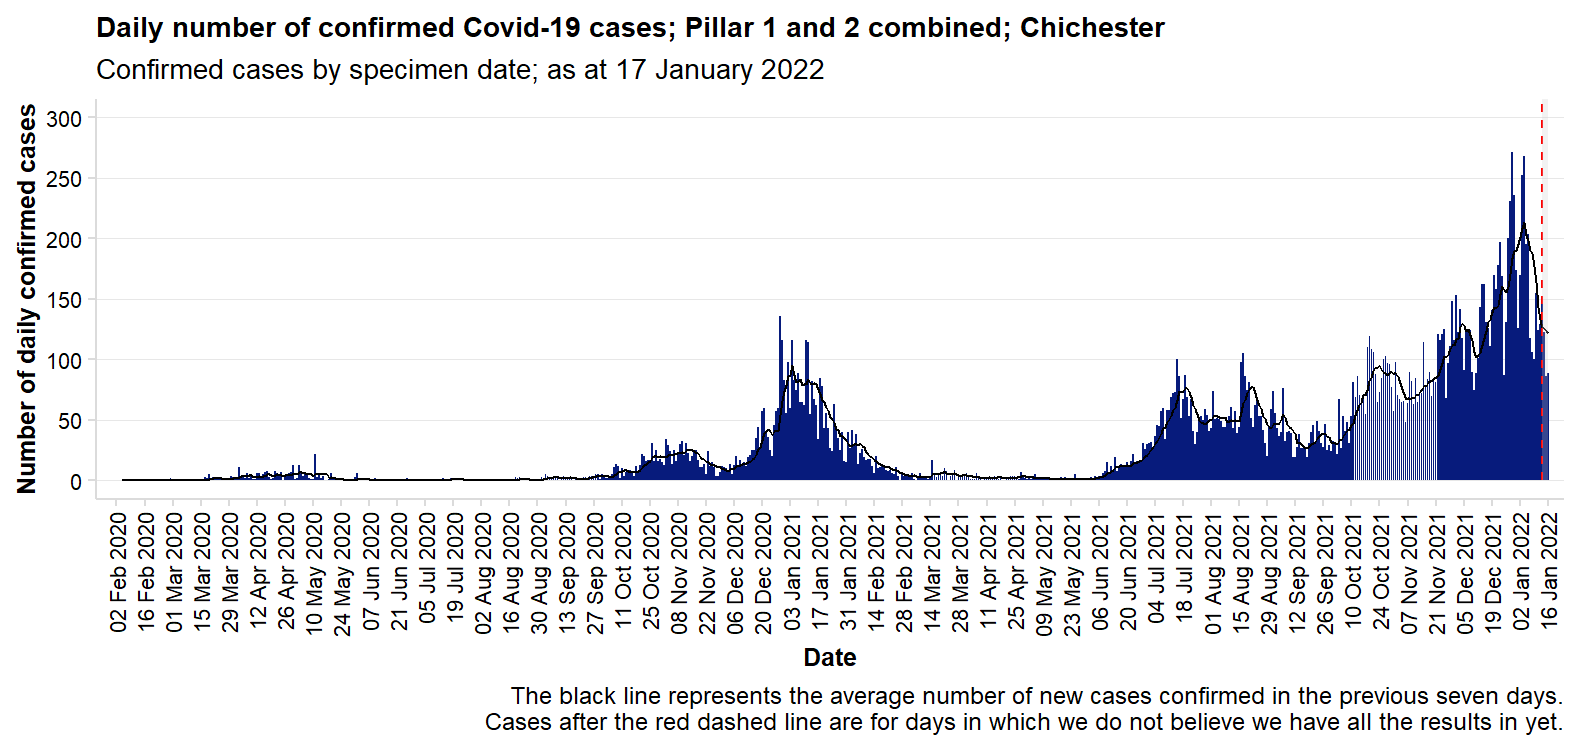 Daily number of confirmed Covid-19 cases; Pillar 1 and 2 combined; Chichester
Confirmed cases by specimen date; as at 17 January 2022
Number of daily confirmed cases
300
250
200
150
100
50
0
02 Feb 2020
16 Feb 2020
01 Mar 2020
15 Mar 2020
29 Mar 2020
12 Apr 2020
26 Apr 2020
10 May 2020
24 May 2020
07 Jun 2020
21 Jun 2020
05 Jul 2020
19 Jul 2020
02 Aug 2020
16 Aug 2020
30 Aug 2020
13 Sep 2020
27 Sep 2020
11 Oct 2020
25 Oct 2020
08 Nov 2020
22 Nov 2020
06 Dec 2020
20 Dec 2020
03 Jan 2021
17 Jan 2021
31 Jan 2021
14 Feb 2021
28 Feb 2021
14 Mar 2021
28 Mar 2021
11 Apr 2021
25 Apr 2021
09 May 2021
23 May 2021
06 Jun 2021
20 Jun 2021
04 Jul 2021
18 Jul 2021
01 Aug 2021
15 Aug 2021
29 Aug 2021
12 Sep 2021
26 Sep 2021
10 Oct 2021
24 Oct 2021
07 Nov 2021
21 Nov 2021
05 Dec 2021
19 Dec 2021
02 Jan 2022
16 Jan 2022
Date
The black line represents the average number of new cases confirmed in the previous seven days.
Cases after the red dashed line are for days in which we do not believe we have all the results in yet.